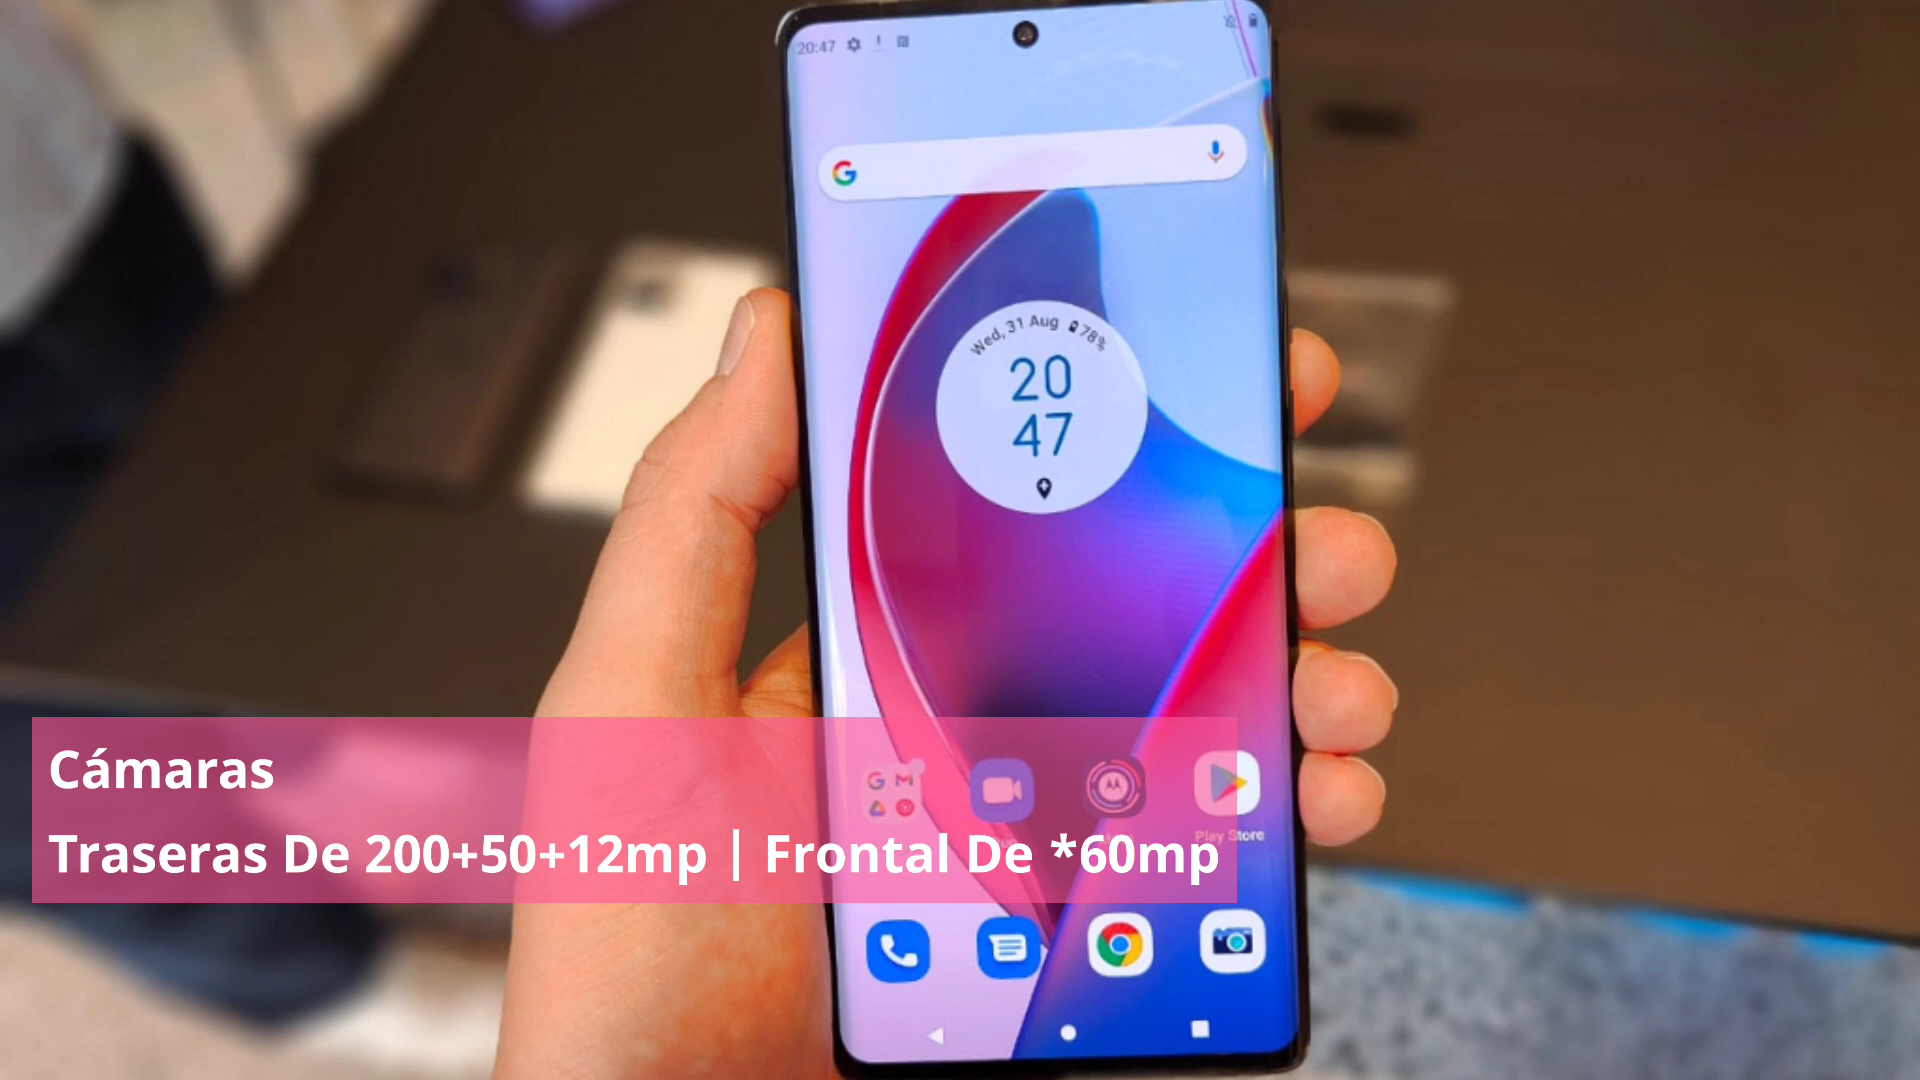 20:47
Wed, 31 Aug 78%
20
47
Cámaras
Play Store
Traseras De 200+50+12mp | Frontal De *60mp